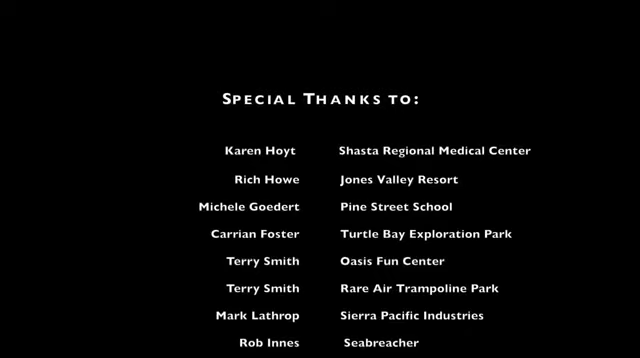 Special Thanks to:
Karen Hoyt Shasta Regional Medical Center
Rich Howe Jones Valley Resort
Michele Goedert Pine Street School
Carrian Foster Turtle Bay Exploration Park
Terry Smith Oasis Fun Center
Terry Smith Rare Air Trampoline Park
Mark Lathrop Sierra Pacific Industries
Rob Innes Seabreacher